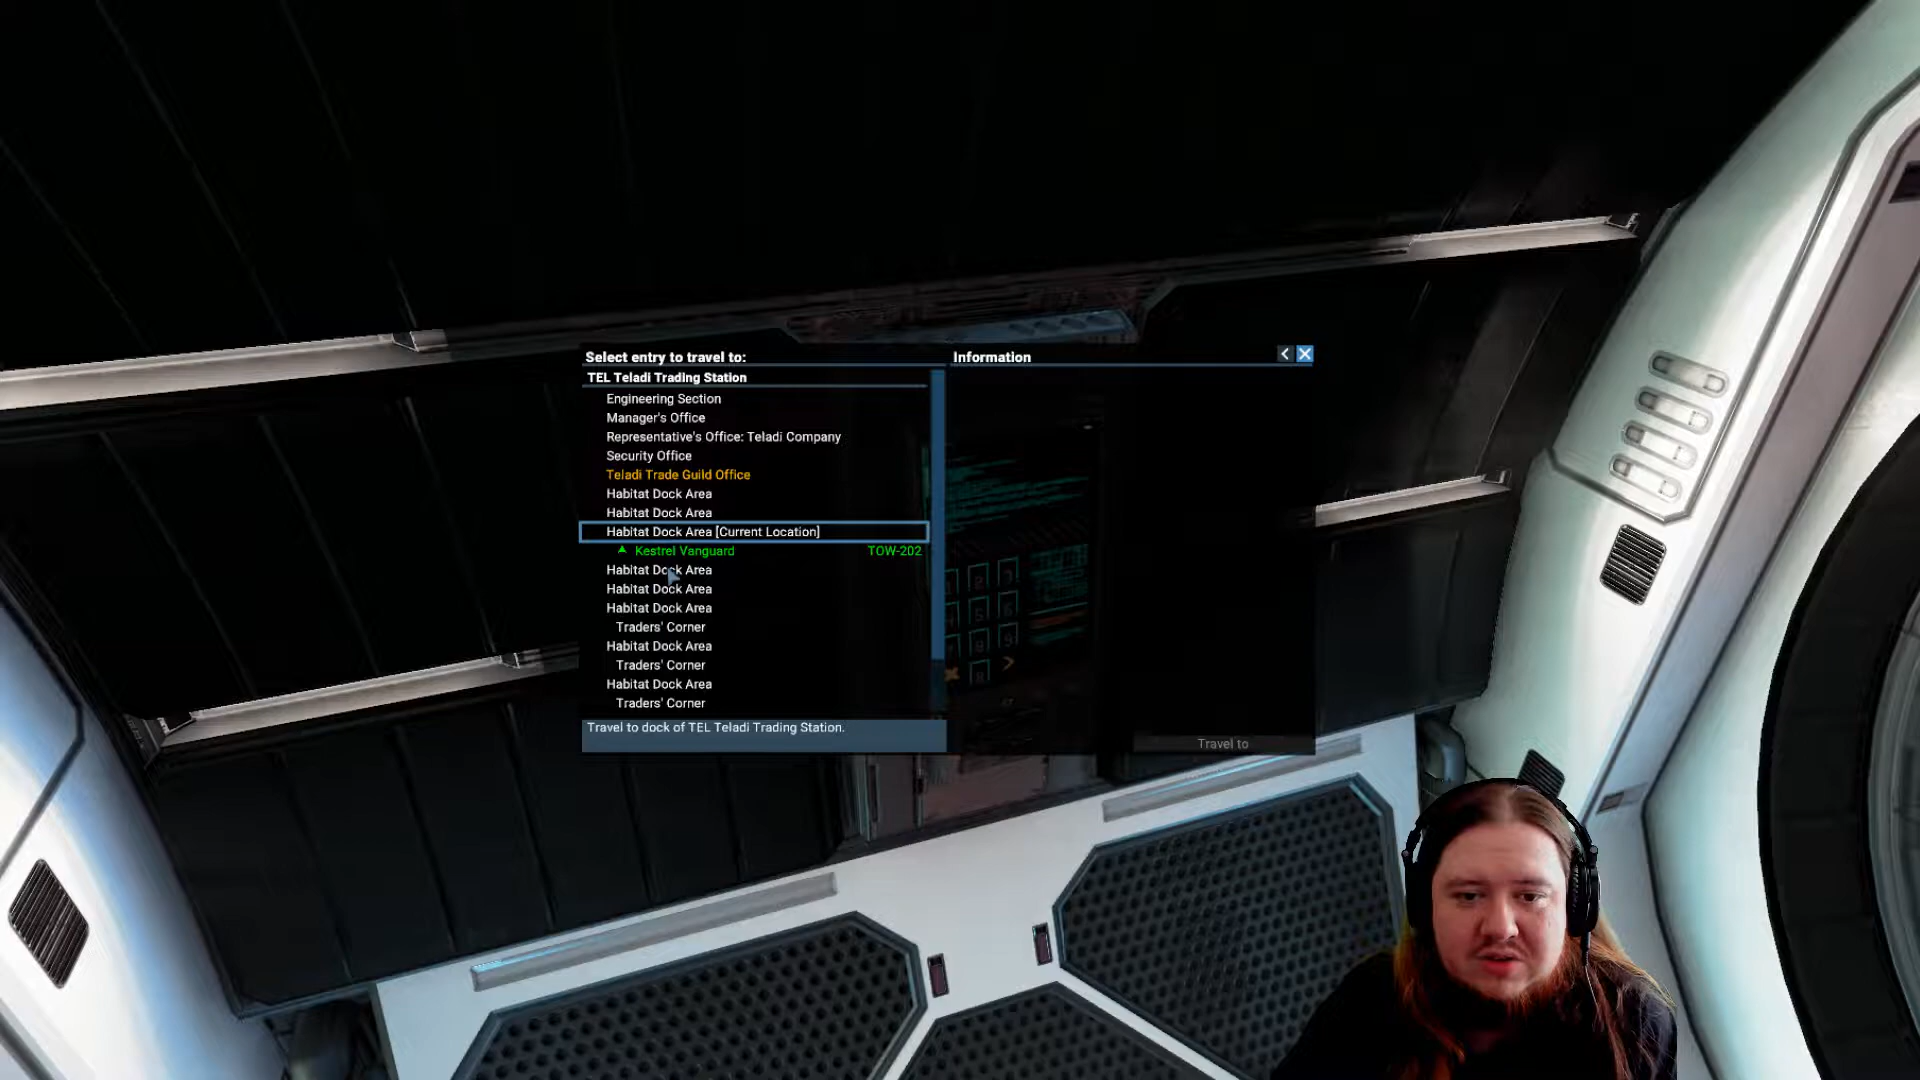 Select entry to travel to:
Information
TEL Teladi Trading Station
Engineering Section
Manager's Office
Representative's Office: Teladi Company
Security Office
Teladi Trade Guild Office
Habitat Dock Area
Habitat Dock Area
Habitat Dock Area [Current Location]
Kestrel Vanguard TOW-202
Habitat Dock Area
Habitat Dock Area
Habitat Dock Area
Traders' Corner
Habitat Dock Area
Traders' Corner
Habitat Dock Area
Traders' Corner
Travel to dock of TEL Teladi Trading Station.
Travel to